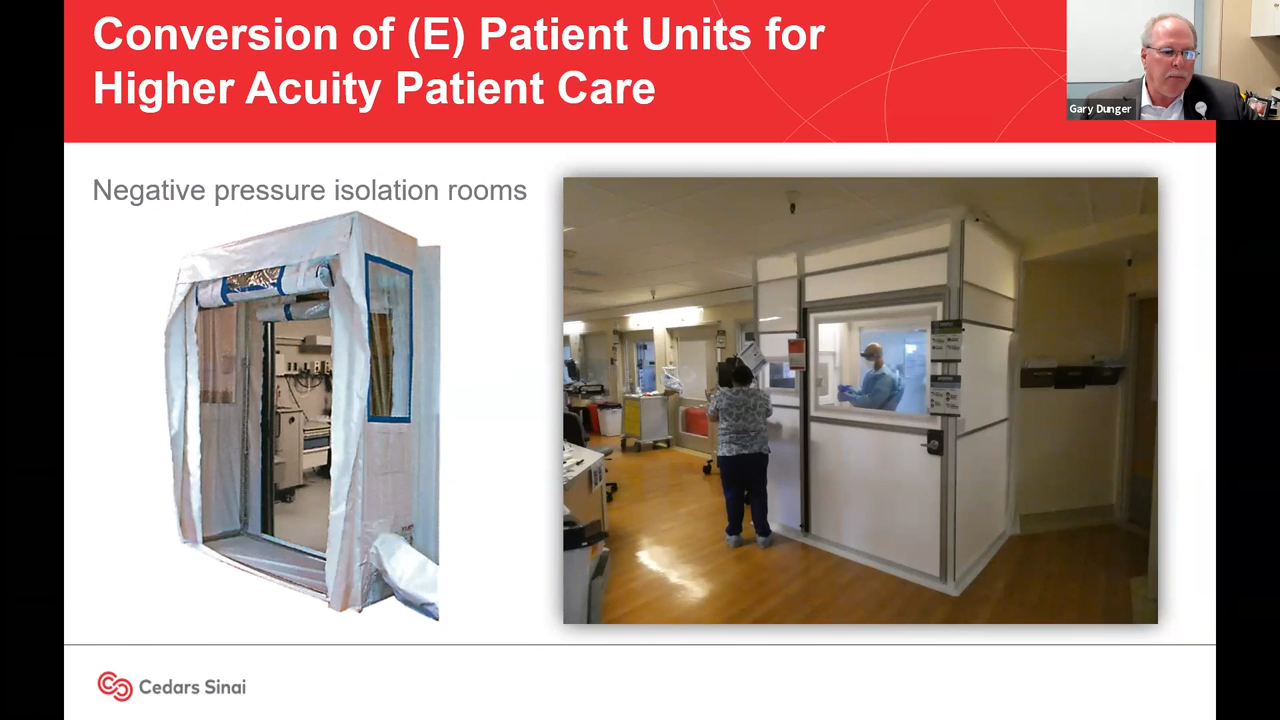 Conversion of (E) Patient Units for
Higher Acuity Patient Care
Gary Dunger
Negative pressure isolation rooms
Cedars Sinai